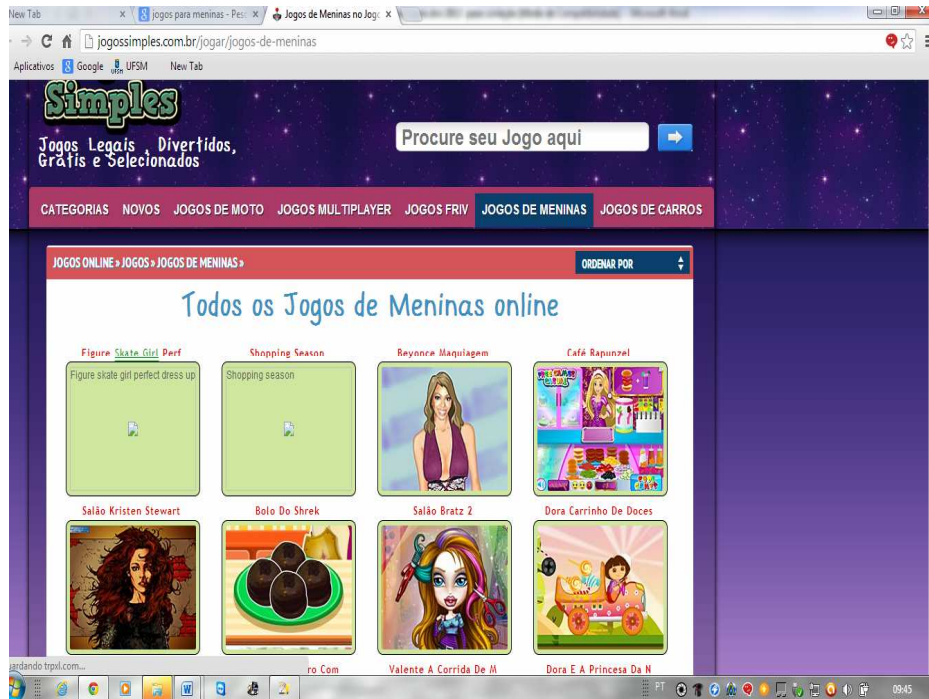 New Tab
jogos para meninas - Pes
Jogos de Meninas no Jogo
jogossimples.com.br/jogar/jogos-de-meninas
Aplicativos
Google
UFSM
New Tab
Simples
Jogos Legais , Divertidos,
Grátis e Selecionados
Procure seu Jogo aqui
CATEGORIAS NOVOS JOGOS DE MOTO JOGOS MULTIPLAYER JOGOS FRIV JOGOS DE MENINAS JOGOS DE CARROS
JOGOS ONLINE » JOGOS » JOGOS DE MENINAS »
ORDENAR POR
Todos os Jogos de Meninas online
Figure Skate Girl Perf
Shopping Season
Beyonce Maquiagem
Café Rapunzel
Figure skate girl perfect dress up
Shopping season
Salão Kristen Stewart
Bolo Do Shrek
Salão Bratz 2
Dora Carrinho De Doces
uardando trpxl.com...
ro Com
Valente A Corrida De M
Dora E A Princesa Da N
PT
09:45